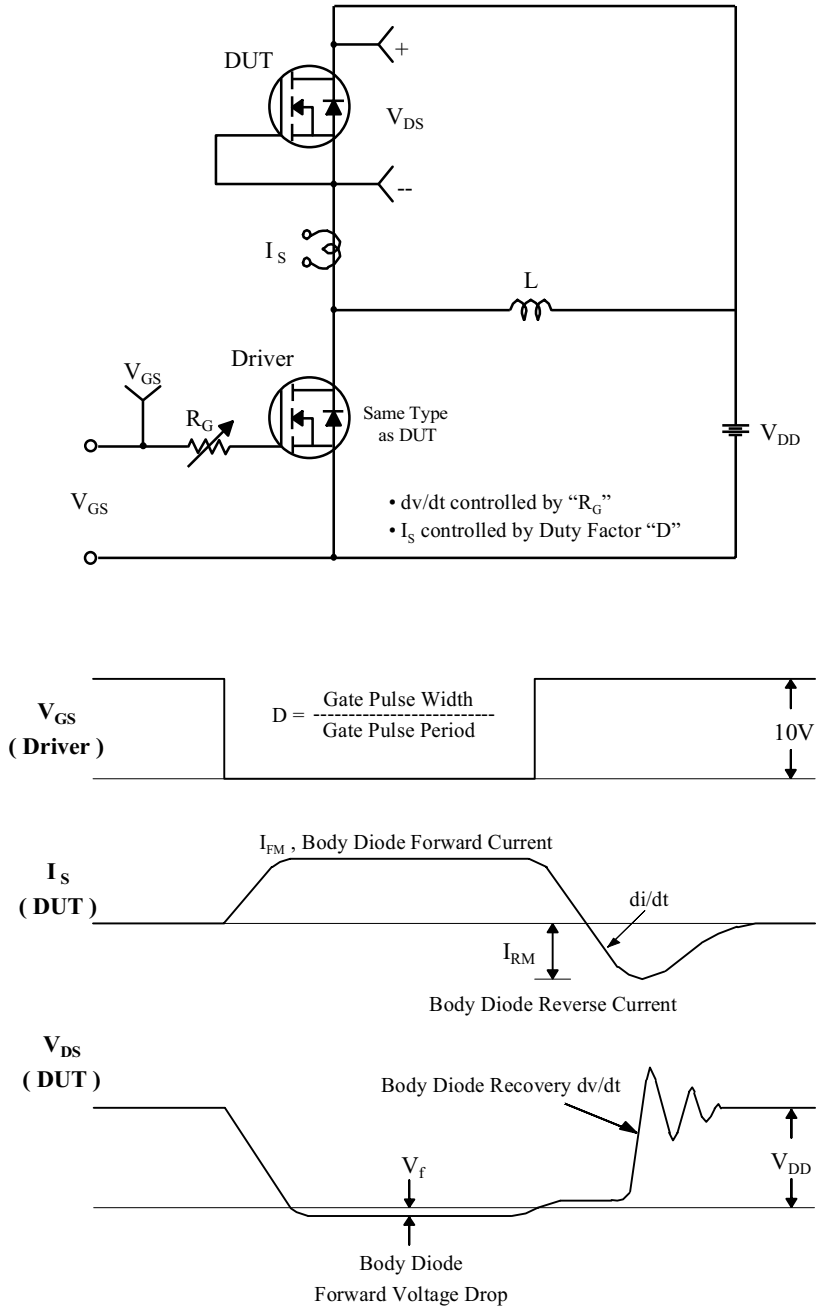 DUT
+
V_DS
--
I_S
L
Driver
V_GS
R_G
Same Type
as DUT
V_DD
V_GS
• dv/dt controlled by “R_G”
• I_S controlled by Duty Factor “D”
V_GS
( Driver )
D = Gate Pulse Width
--------------------------
Gate Pulse Period
10V
I_FM , Body Diode Forward Current
I_S
( DUT )
di/dt
I_RM
Body Diode Reverse Current
V_DS
( DUT )
Body Diode Recovery dv/dt
V_f
V_DD
Body Diode
Forward Voltage Drop